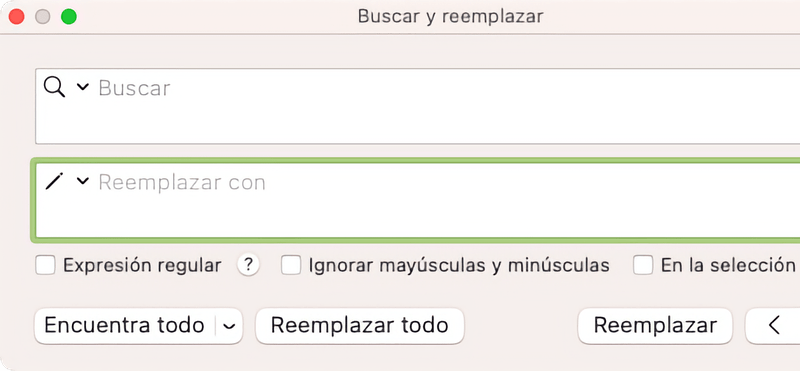 Buscar y reemplazar
Buscar
Reemplazar con
Expresión regular ? Ignorar mayúsculas y minúsculas En la selección
Encuentra todo Reemplazar todo Reemplazar